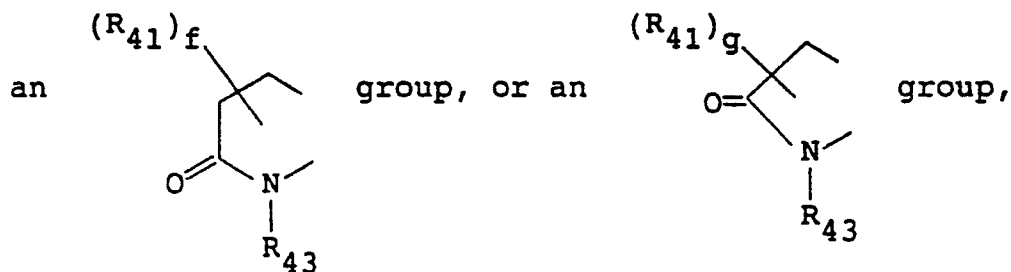 (R41)f (R41)g
an group, or an group,
O= O=
N N
R43 R43